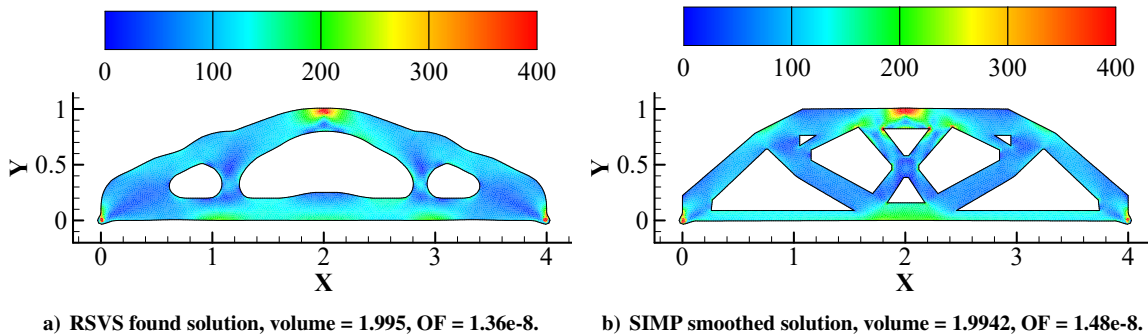 0 100 200 300 400
0 100 200 300 400
Y
1
0.5
0
0 1 2 3 4
X
Y
1
0.5
0
0 1 2 3 4
X
a) RSVS found solution, volume = 1.995, OF = 1.36e-8.
b) SIMP smoothed solution, volume = 1.9942, OF = 1.48e-8.